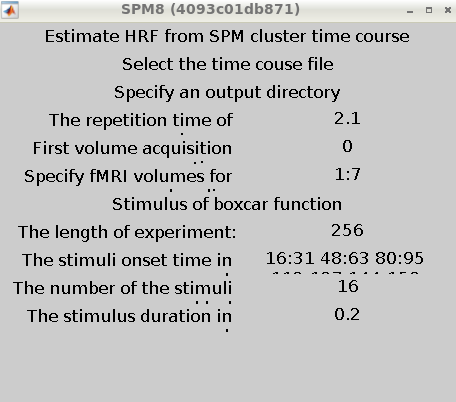 SPM8 (4093c01db871)
Estimate HRF from SPM cluster time course
Select the time couse file
Specify an output directory
The repetition time of 2.1
First volume acquisition 0
Specify fMRI volumes for 1:7
Stimulus of boxcar function
The length of experiment: 256
The stimuli onset time in 16:31 48:63 80:95
The number of the stimuli 16
The stimulus duration in 0.2